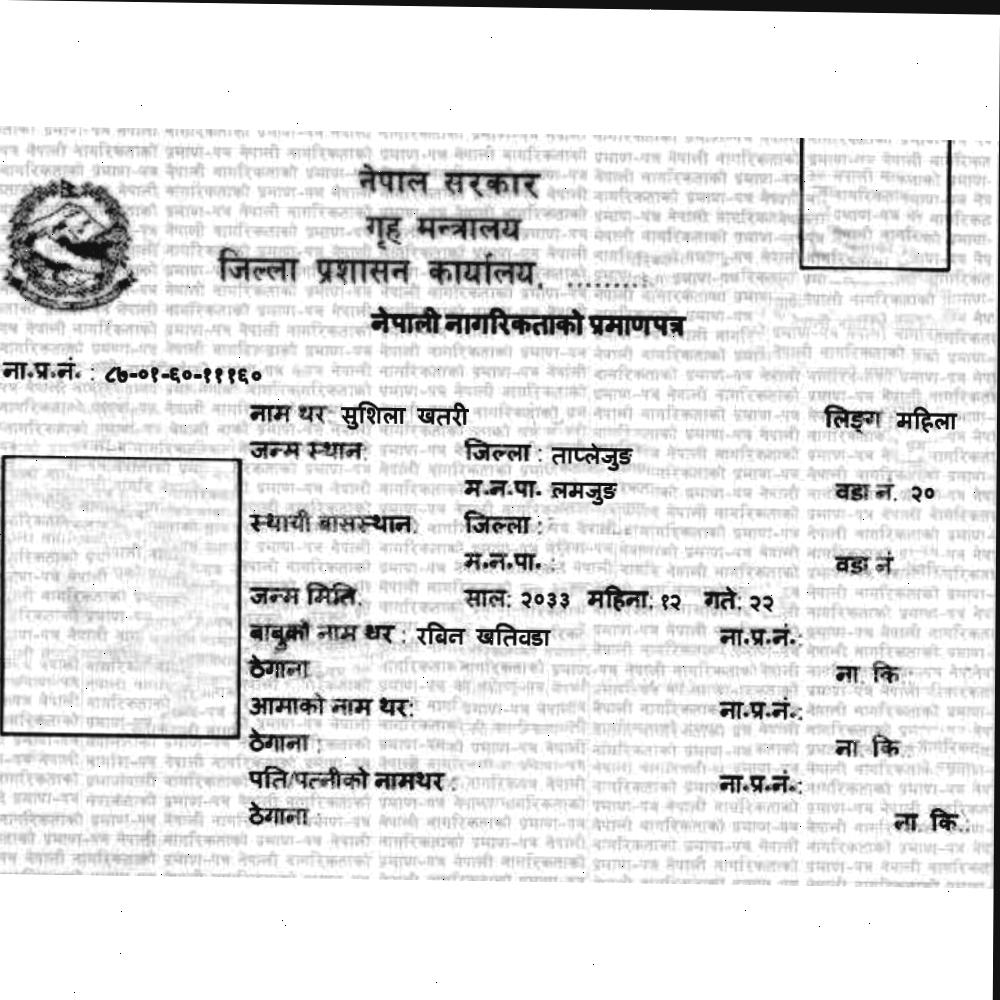 नेपाल सरकार
गृह मन्त्रालय
जिल्ला प्रशासन कार्यालय, .........
नेपाली नागरिकताको प्रमाणपत्र
ना.प्र.नं. : ८७-०१-६०-१११६०
नाम थर: सुशिला खतरी लिङ्ग महिला
जन्म स्थान: जिल्ला : ताप्लेजुङ
म.न.पा. लमजुङ वडा नं. २०
स्थायी बासस्थान: जिल्ला :
म.न.पा. : वडा नं
जन्म मिति: साल: २०३३ महिना: १२ गते: २२
बाबुको नाम थर : रबिन खतिवडा ना.प्र.नं.:
ठेगाना ना. कि.:
आमाको नाम थर: ना.प्र.नं.:
ठेगाना : ना. कि.
पति/पत्नीको नामथर : ना.प्र.नं.:
ठेगाना : ना. कि.: